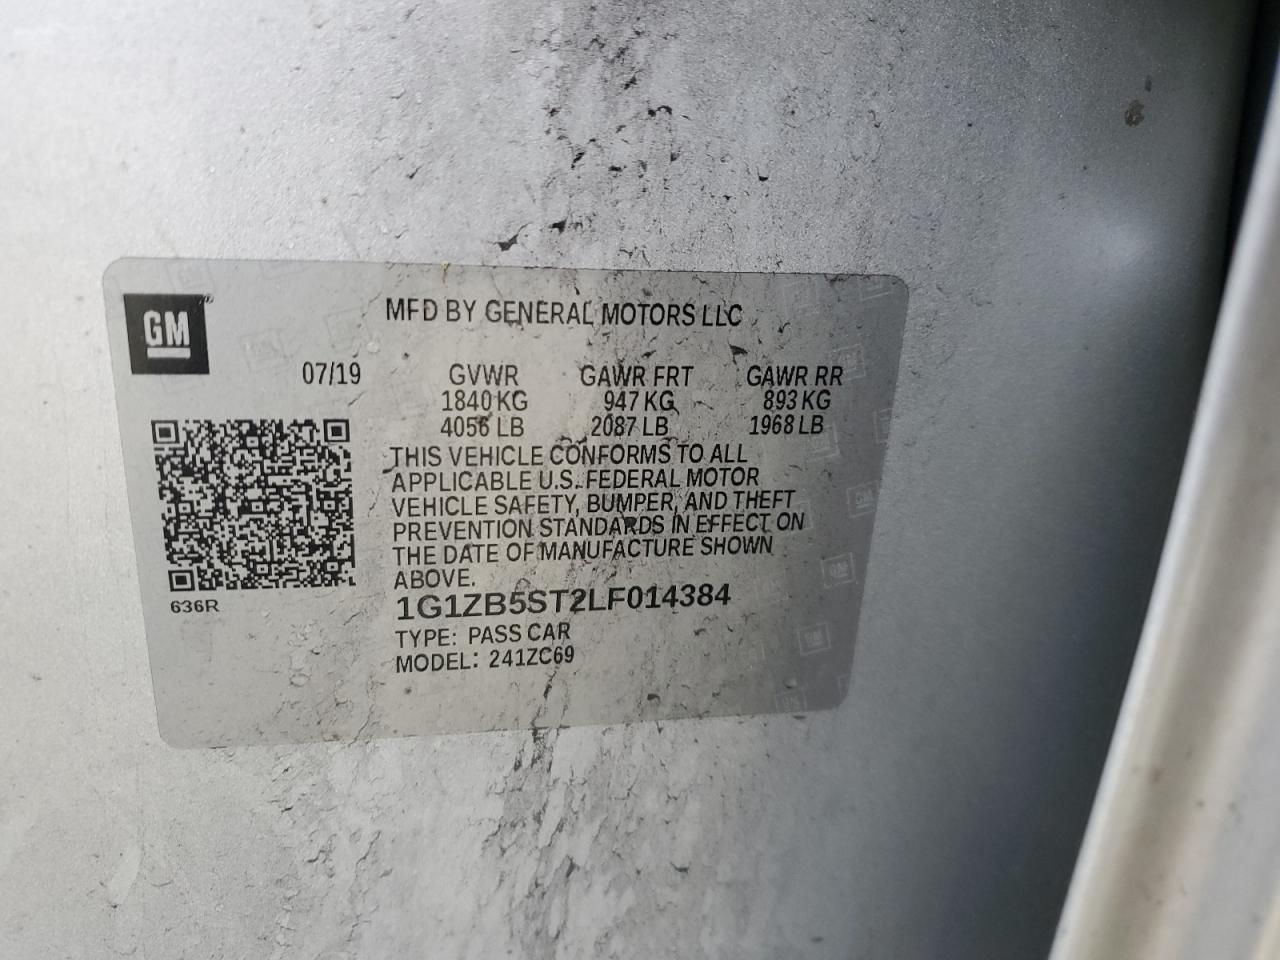 GM
MFD BY GENERAL MOTORS LLC
07/19 GVWR GAWR FRT GAWR RR
1840 KG 947 KG 893 KG
4056 LB 2087 LB 1968 LB
THIS VEHICLE CONFORMS TO ALL
APPLICABLE U.S. FEDERAL MOTOR
VEHICLE SAFETY, BUMPER, AND THEFT
PREVENTION STANDARDS IN EFFECT ON
THE DATE OF MANUFACTURE SHOWN
ABOVE.
636R
1G1ZB5ST2LF014384
TYPE: PASS CAR
MODEL: 241ZC69